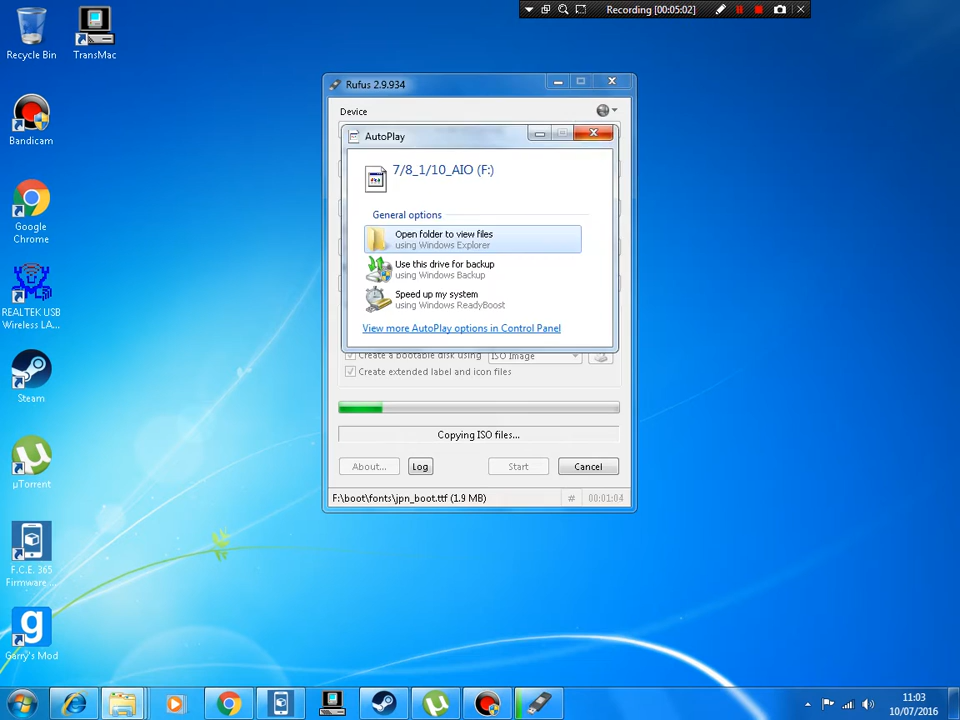 Recording [00:05:02]
Recycle Bin
TransMac
Bandicam
Google
Chrome
REALTEK USB
Wireless LA...
Steam
µTorrent
F.C.E. 365
Firmware ...
Garry's Mod
g
Rufus 2.9.934
Device
AutoPlay
7/8_1/10_AIO (F:)
General options
Open folder to view files
using Windows Explorer
Use this drive for backup
using Windows Backup
Speed up my system
using Windows ReadyBoost
View more AutoPlay options in Control Panel
Create a bootable disk using ISO Image
Create extended label and icon files
Copying ISO files...
About... Log Start Cancel
F:\boot\fonts\jpn_boot.ttf (1.9 MB) # 00:01:04
11:03
10/07/2016